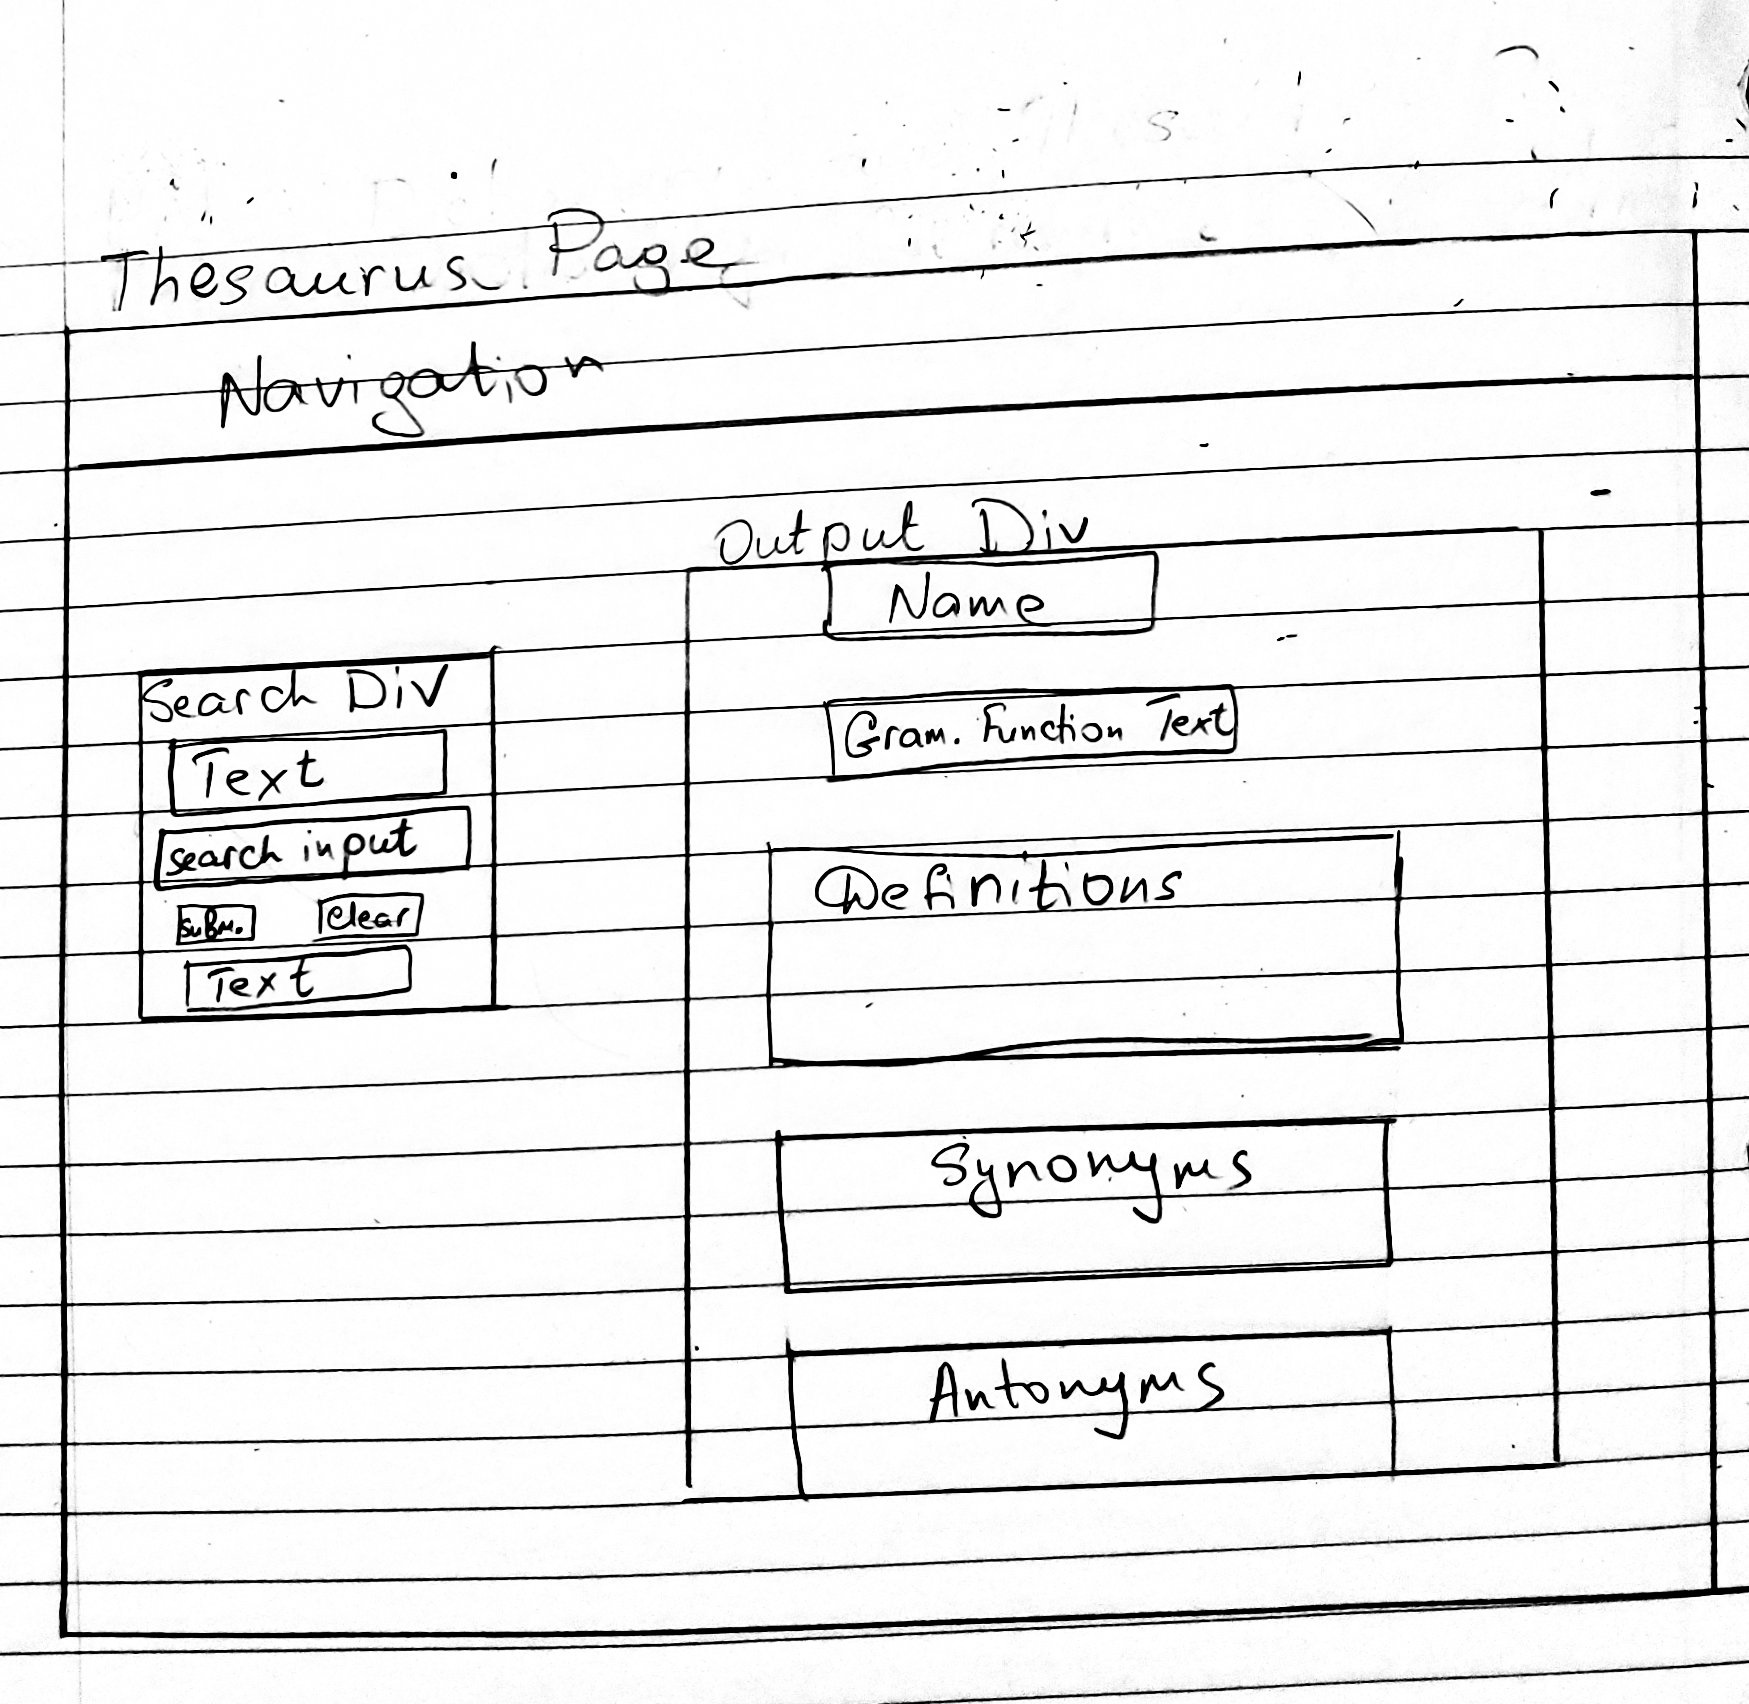 Thesaurus Page
Navigation
Search Div
Text
search input
subm. clear
Text
Output Div
Name
Gram. Function Text
Definitions
Synonyms
Antonyms